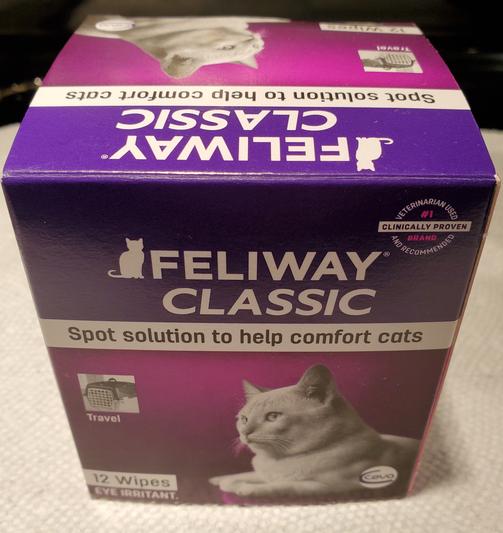 12 Wipes
Travel
Spot solution to help comfort cats
FELIWAY®
CLASSIC
VETERINARIAN USED
#1
CLINICALLY PROVEN
BRAND
AND RECOMMENDED
FELIWAY®
CLASSIC
Spot solution to help comfort cats
Travel
12 Wipes
EYE IRRITANT.
Ceva